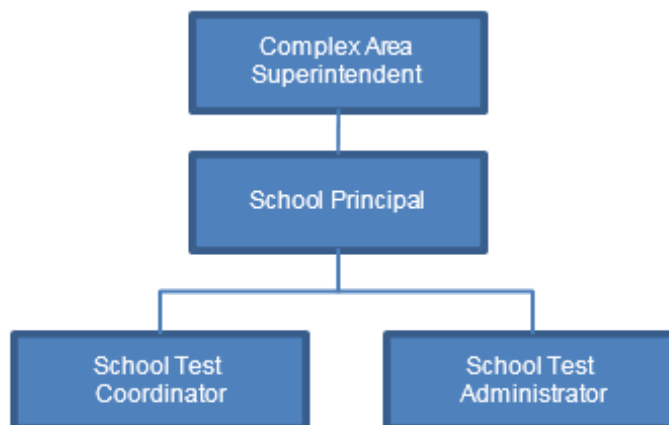 Complex Area
Superintendent
School Principal
School Test
Coordinator
School Test
Administrator